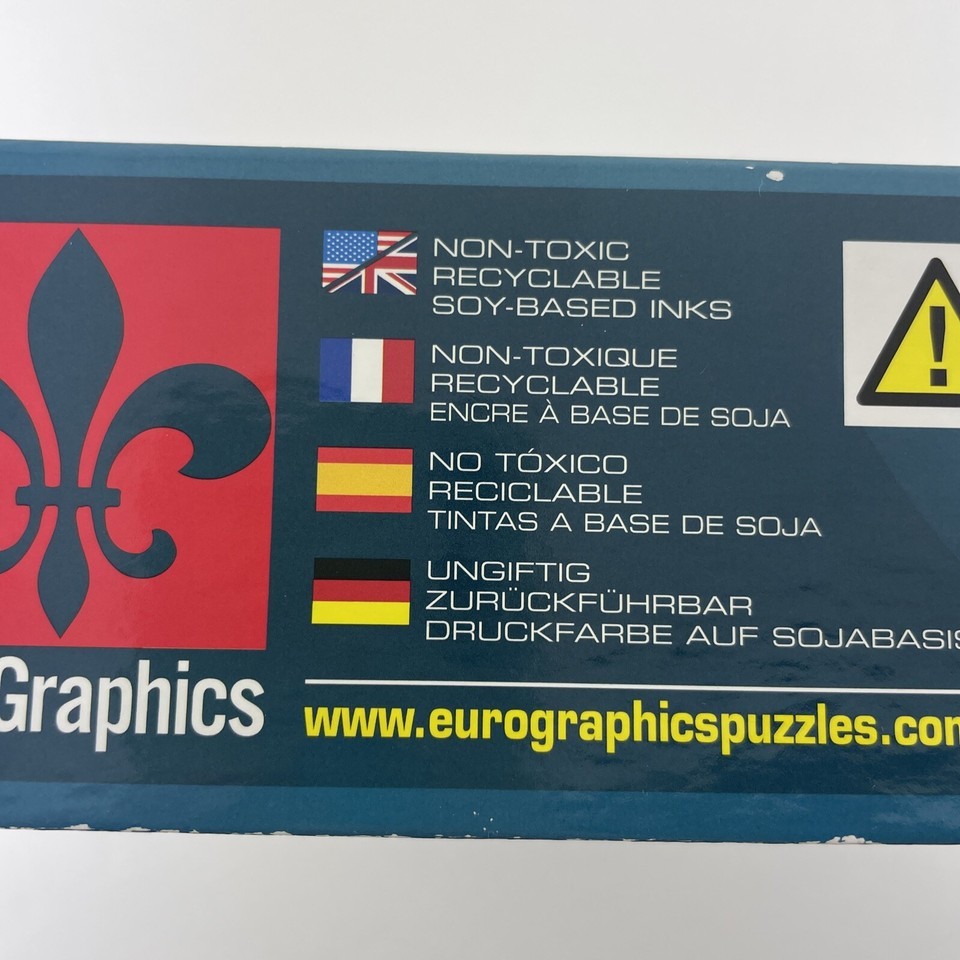 NON-TOXIC
RECYCLABLE
SOY-BASED INKS
NON-TOXIQUE
RECYCLABLE
ENCRE À BASE DE SOJA
NO TÓXICO
RECICLABLE
TINTAS A BASE DE SOJA
UNGIFTIG
ZURÜCKFÜHRBAR
DRUCKFARBE AUF SOJABASIS
Graphics
www.eurographicspuzzles.com